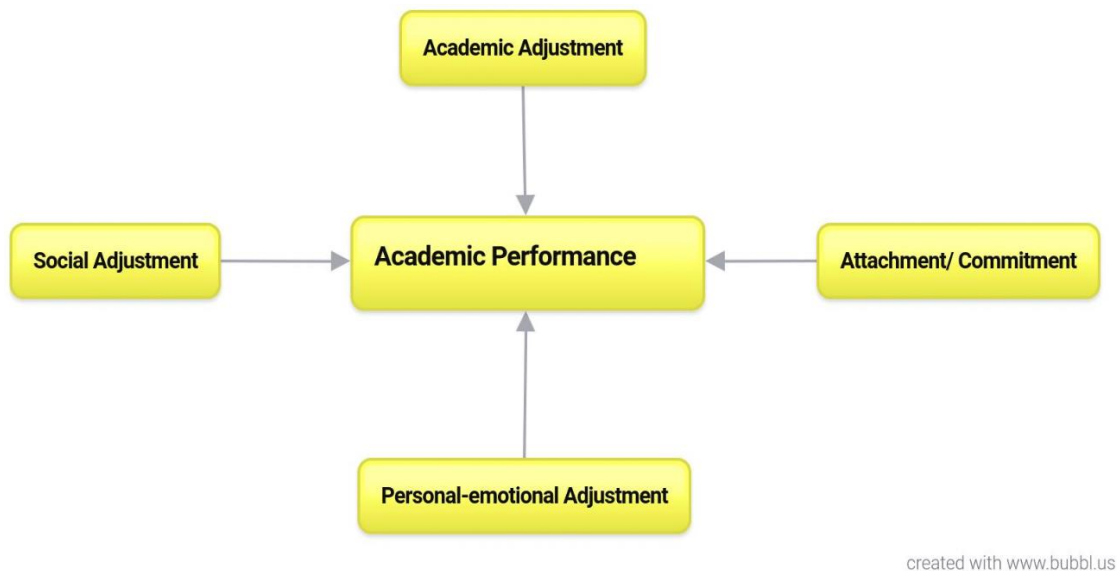 Academic Adjustment
Social Adjustment
Academic Performance
Attachment/ Commitment
Personal-emotional Adjustment
created with www.bubbl.us